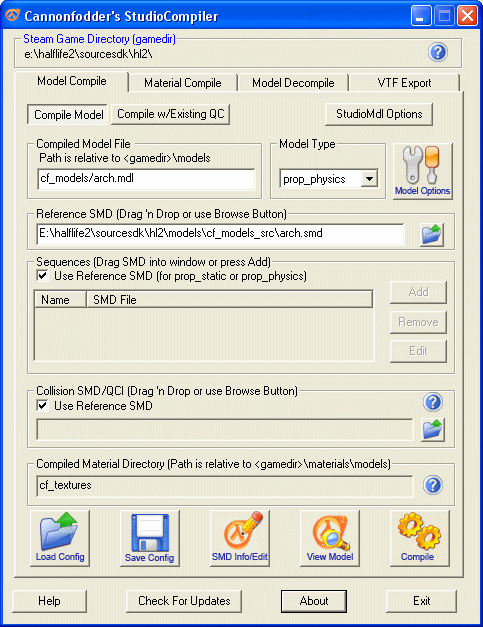 Cannonfodder's StudioCompiler
Steam Game Directory (gamedir)
e:\halflife2\sourcesdk\hl2\
Model Compile
Material Compile
Model Decompile
VTF Export
Compile Model
Compile w/Existing QC
StudioMdl Options
Compiled Model File
Path is relative to <gamedir>\models
cf_models/arch.mdl
Model Type
prop_physics
Model Options
Reference SMD (Drag 'n Drop or use Browse Button)
E:\halflife2\sourcesdk\hl2\models\cf_models_src\arch.smd
Sequences (Drag SMD into window or press Add)
Use Reference SMD (for prop_static or prop_physics)
Name
SMD File
Add
Remove
Edit
Collision SMD/QCI (Drag 'n Drop or use Browse Button)
Use Reference SMD
Compiled Material Directory (Path is relative to <gamedir>\materials\models)
cf_textures
Load Config
Save Config
SMD Info/Edit
View Model
Compile
Help
Check For Updates
About
Exit